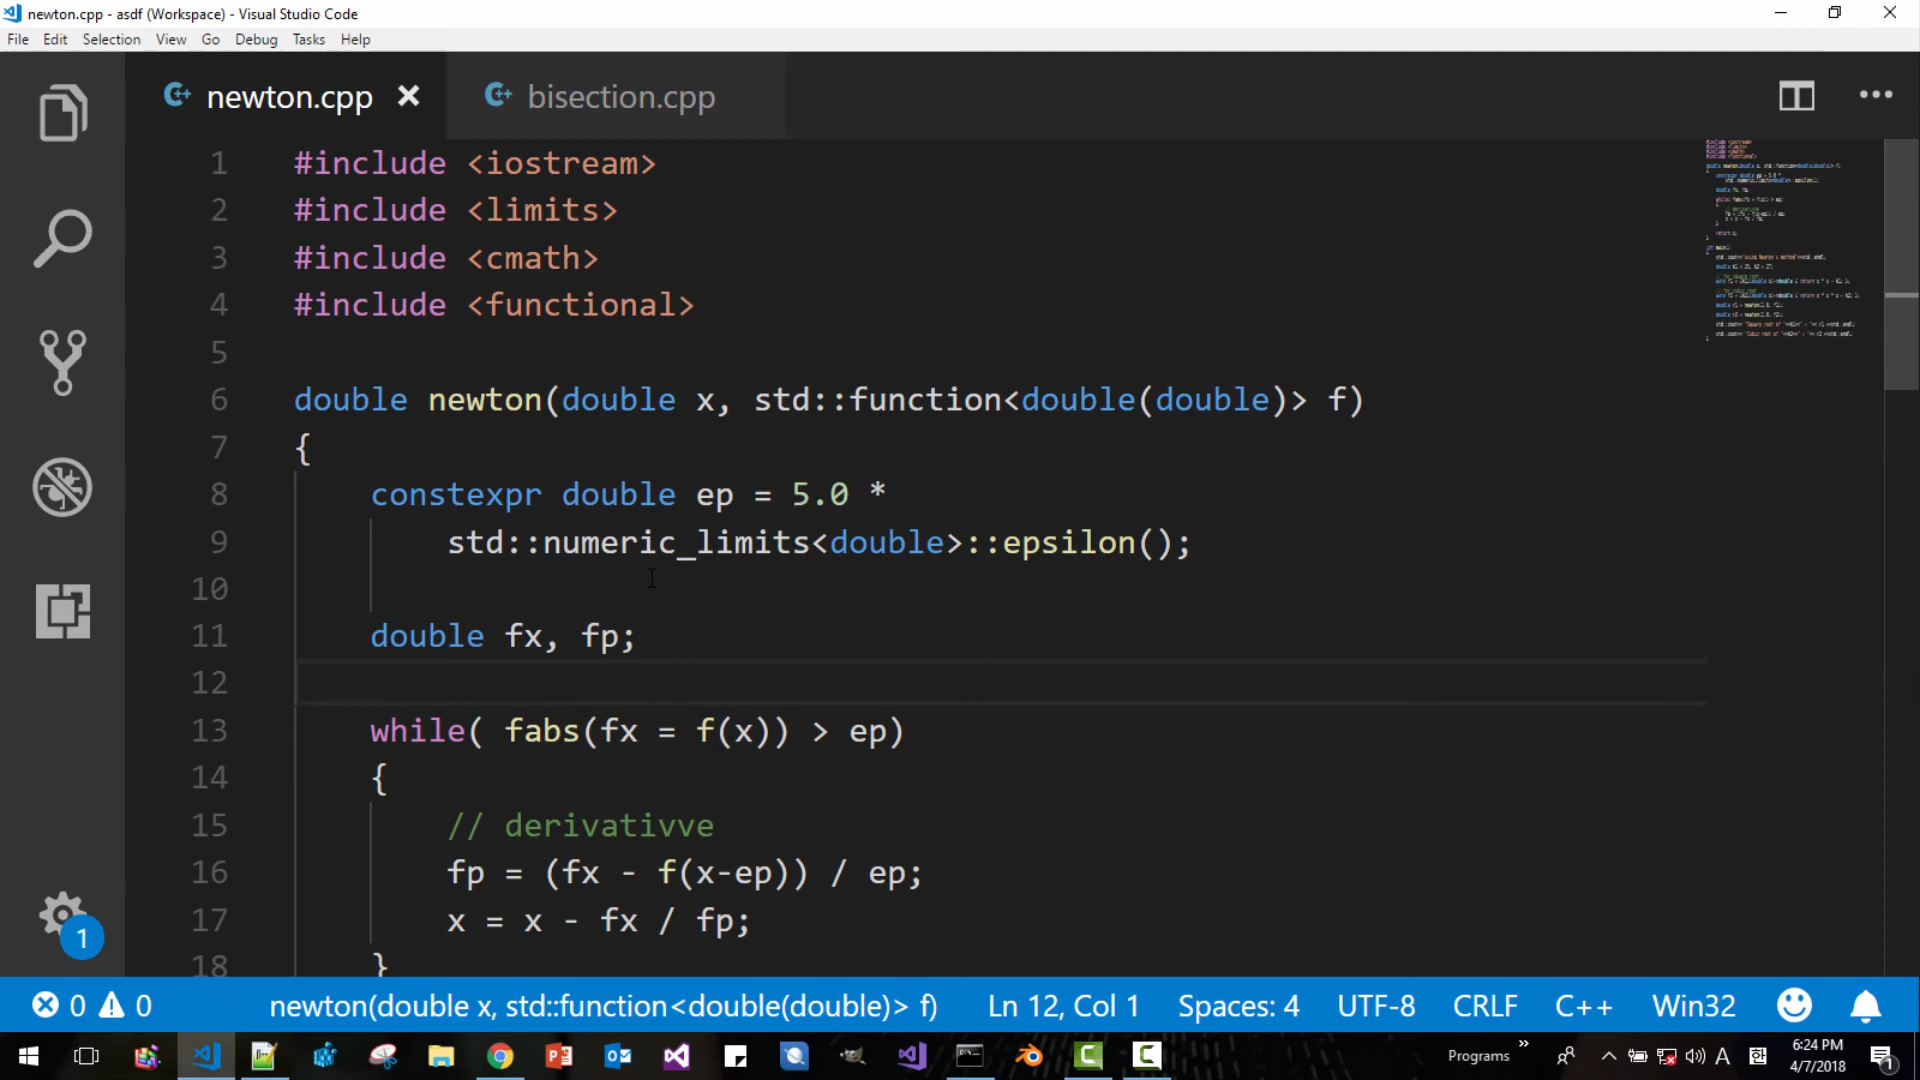 newton.cpp - asdf (Workspace) - Visual Studio Code
File Edit Selection View Go Debug Tasks Help
newton.cpp bisection.cpp
1 #include <iostream>
2 #include <limits>
3 #include <cmath>
4 #include <functional>
5
6 double newton(double x, std::function<double(double)> f)
7 {
8 constexpr double ep = 5.0 *
9 std::numeric_limits<double>::epsilon();
10
11 double fx, fp;
12
13 while( fabs(fx = f(x)) > ep)
14 {
15 // derivativve
16 fp = (fx - f(x-ep)) / ep;
17 x = x - fx / fp;
18 }
1
0 0 newton(double x, std::function<double(double)> f) Ln 12, Col 1 Spaces: 4 UTF-8 CRLF C++ Win32
Programs » A 한 6:24 PM
4/7/2018 1